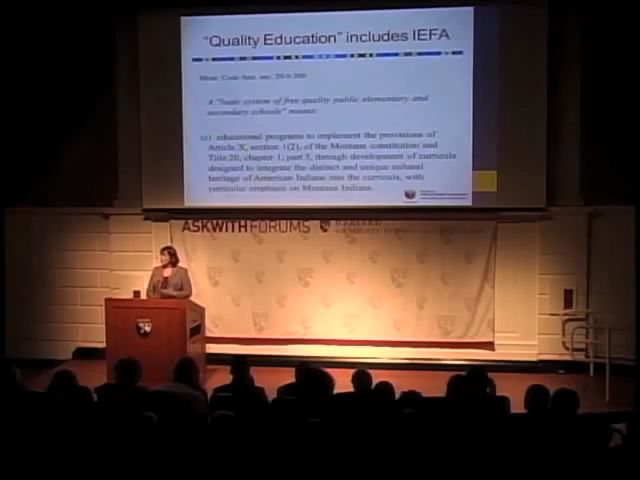 “Quality Education” includes IEFA
Mont. Code Ann. sec. 20-9-309
A "basic system of free quality public elementary and
secondary schools" means:
(c) educational programs to implement the provisions of
Article X, section 1(2), of the Montana constitution and
Title 20, chapter 1, part 5, through development of curricula
designed to integrate the distinct and unique cultural
heritage of American Indians into the curricula, with
particular emphasis on Montana Indians.
ASKWITHFORUMS HARVARD